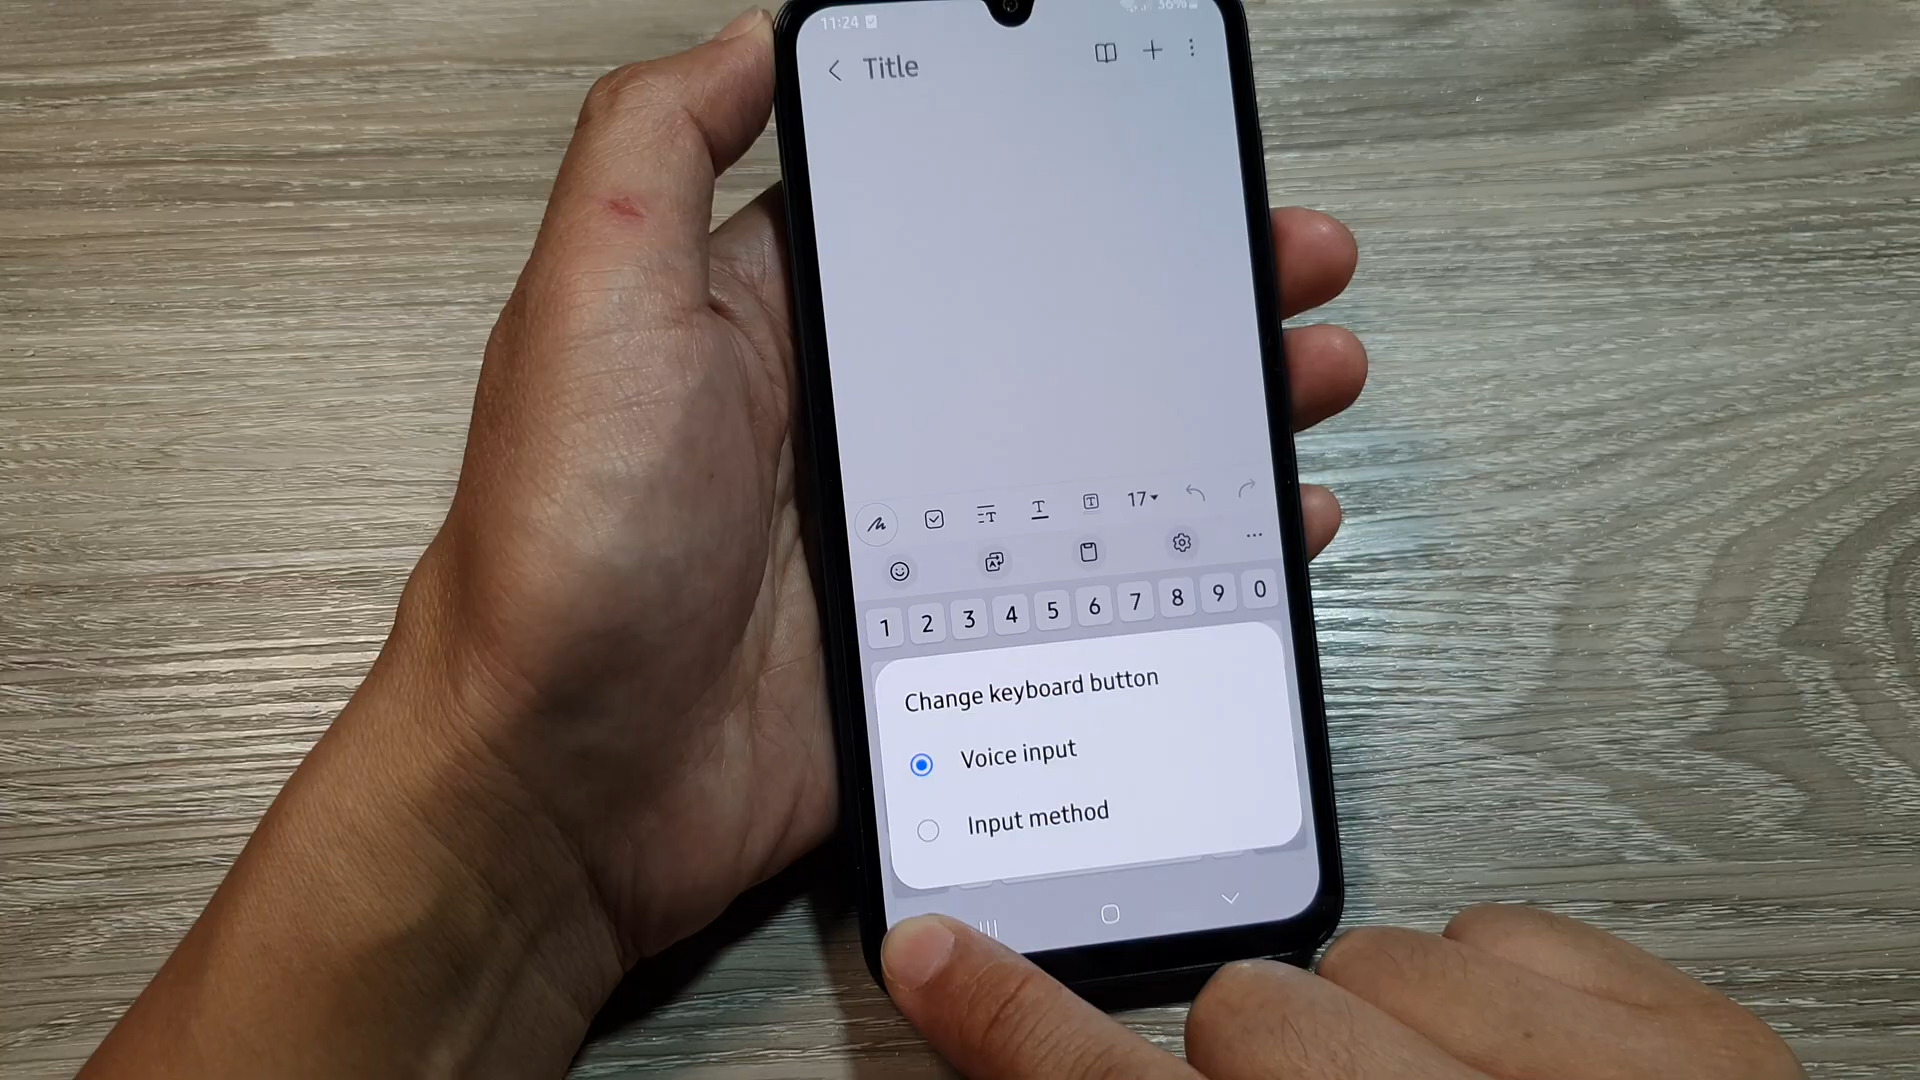 11:24 36%
Title
17
1 2 3 4 5 6 7 8 9 0
Change keyboard button
Voice input
Input method